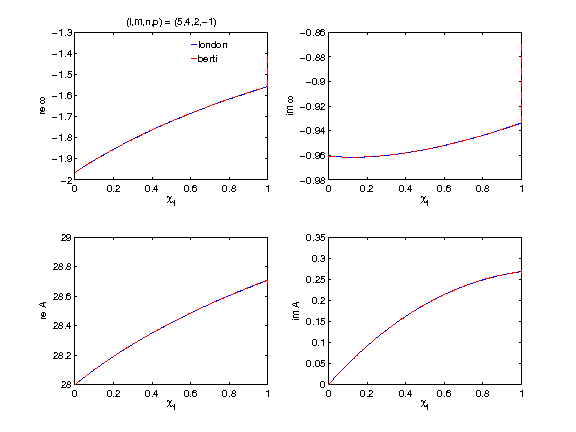 (l,m,n,p) = (5,4,2,−1)
london
berti
re ω
−1.3
−1.4
−1.5
−1.6
−1.7
−1.8
−1.9
−2
0 0.2 0.4 0.6 0.8 1
χf
im ω
−0.86
−0.88
−0.9
−0.92
−0.94
−0.96
−0.98
0 0.2 0.4 0.6 0.8 1
χf
re A
29
28.8
28.6
28.4
28.2
28
0 0.2 0.4 0.6 0.8 1
χf
im A
0.35
0.3
0.25
0.2
0.15
0.1
0.05
0
0 0.2 0.4 0.6 0.8 1
χf